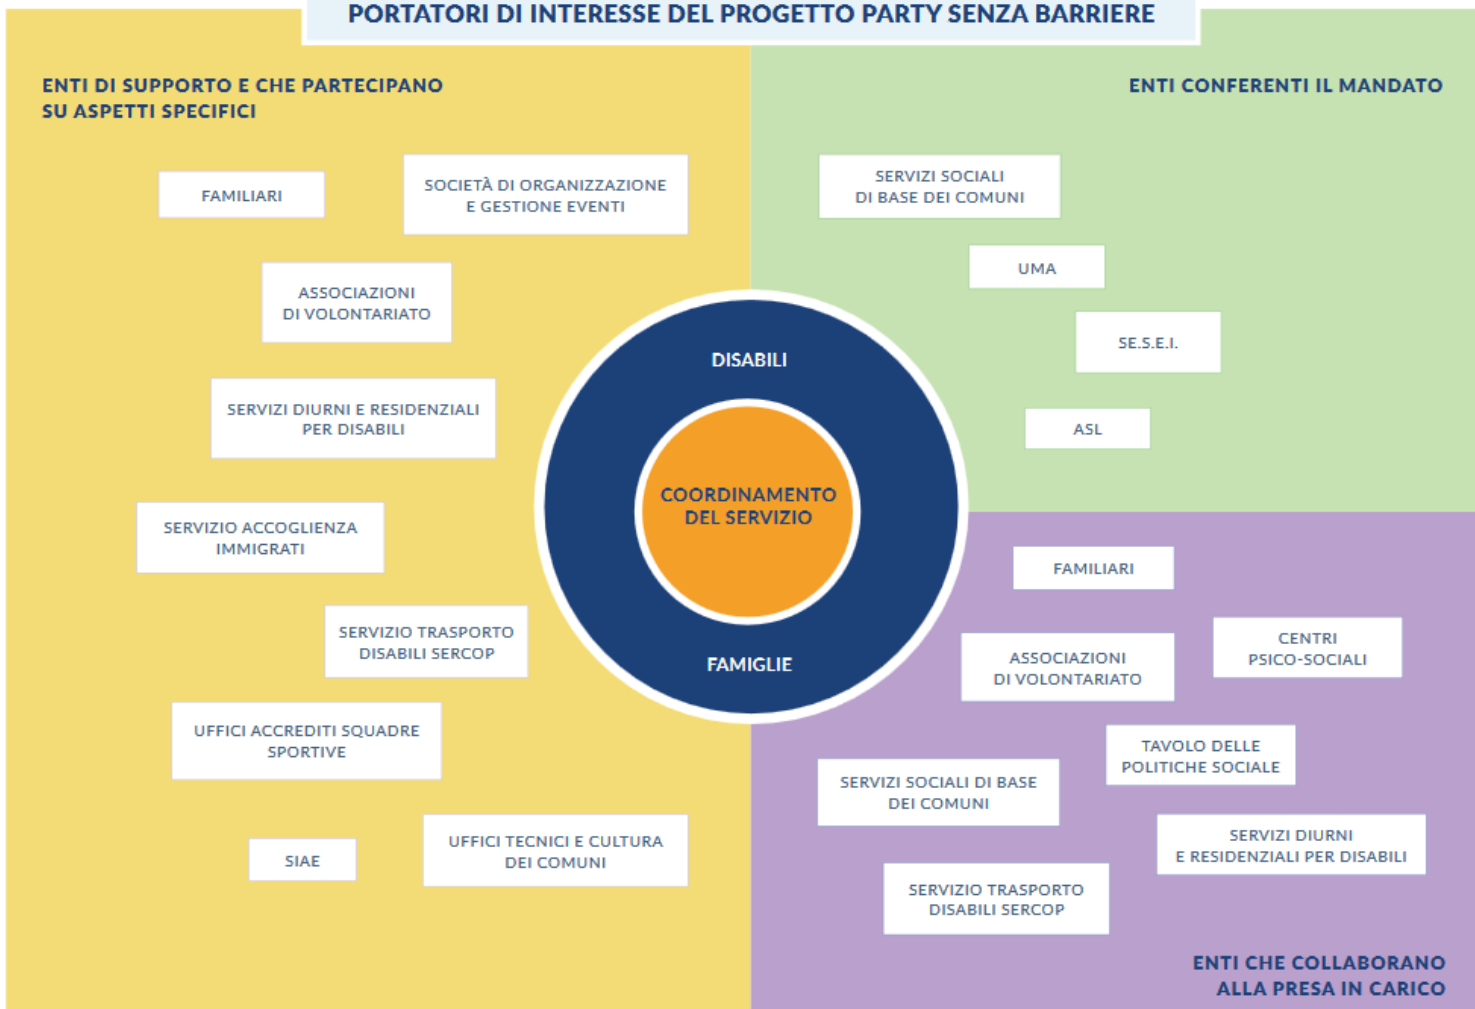 PORTATORI DI INTERESSE DEL PROGETTO PARTY SENZA BARRIERE
ENTI DI SUPPORTO E CHE PARTECIPANO
SU ASPETTI SPECIFICI
FAMILIARI
SOCIETÀ DI ORGANIZZAZIONE
E GESTIONE EVENTI
ASSOCIAZIONI
DI VOLONTARIATO
SERVIZI DIURNI E RESIDENZIALI
PER DISABILI
SERVIZIO ACCOGLIENZA
IMMIGRATI
SERVIZIO TRASPORTO
DISABILI SERCOP
UFFICI ACCREDITI SQUADRE
SPORTIVE
SIAE
UFFICI TECNICI E CULTURA
DEI COMUNI
DISABILI
COORDINAMENTO
DEL SERVIZIO
FAMIGLIE
ENTI CONFERENTI IL MANDATO
SERVIZI SOCIALI
DI BASE DEI COMUNI
UMA
SE.S.E.I.
ASL
FAMILIARI
CENTRI
PSICO-SOCIALI
ASSOCIAZIONI
DI VOLONTARIATO
TAVOLO DELLE
POLITICHE SOCIALE
SERVIZI SOCIALI DI BASE
DEI COMUNI
SERVIZI DIURNI
E RESIDENZIALI PER DISABILI
SERVIZIO TRASPORTO
DISABILI SERCOP
ENTI CHE COLLABORANO
ALLA PRESA IN CARICO